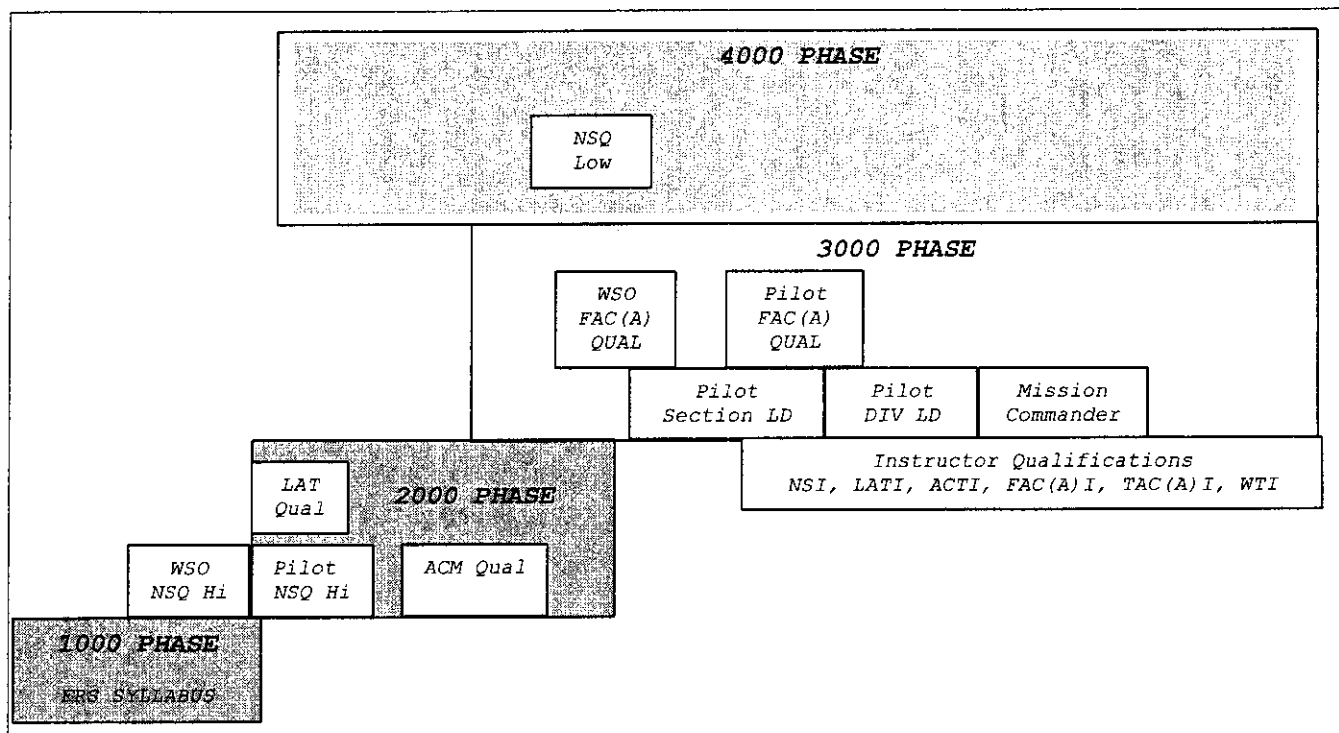 4000 PHASE
NSQ
Low
3000 PHASE
WSO
FAC(A)
QUAL
Pilot
FAC(A)
QUAL
Pilot
Section LD
Pilot
DIV LD
Mission
Commander
Instructor Qualifications
NSI, LATI, ACTI, FAC(A)I, TAC(A)I, WTI
LAT
Qual
2000 PHASE
WSO
NSQ Hi
Pilot
NSQ Hi
ACM Qual
1000 PHASE
FRS SYLLABUS